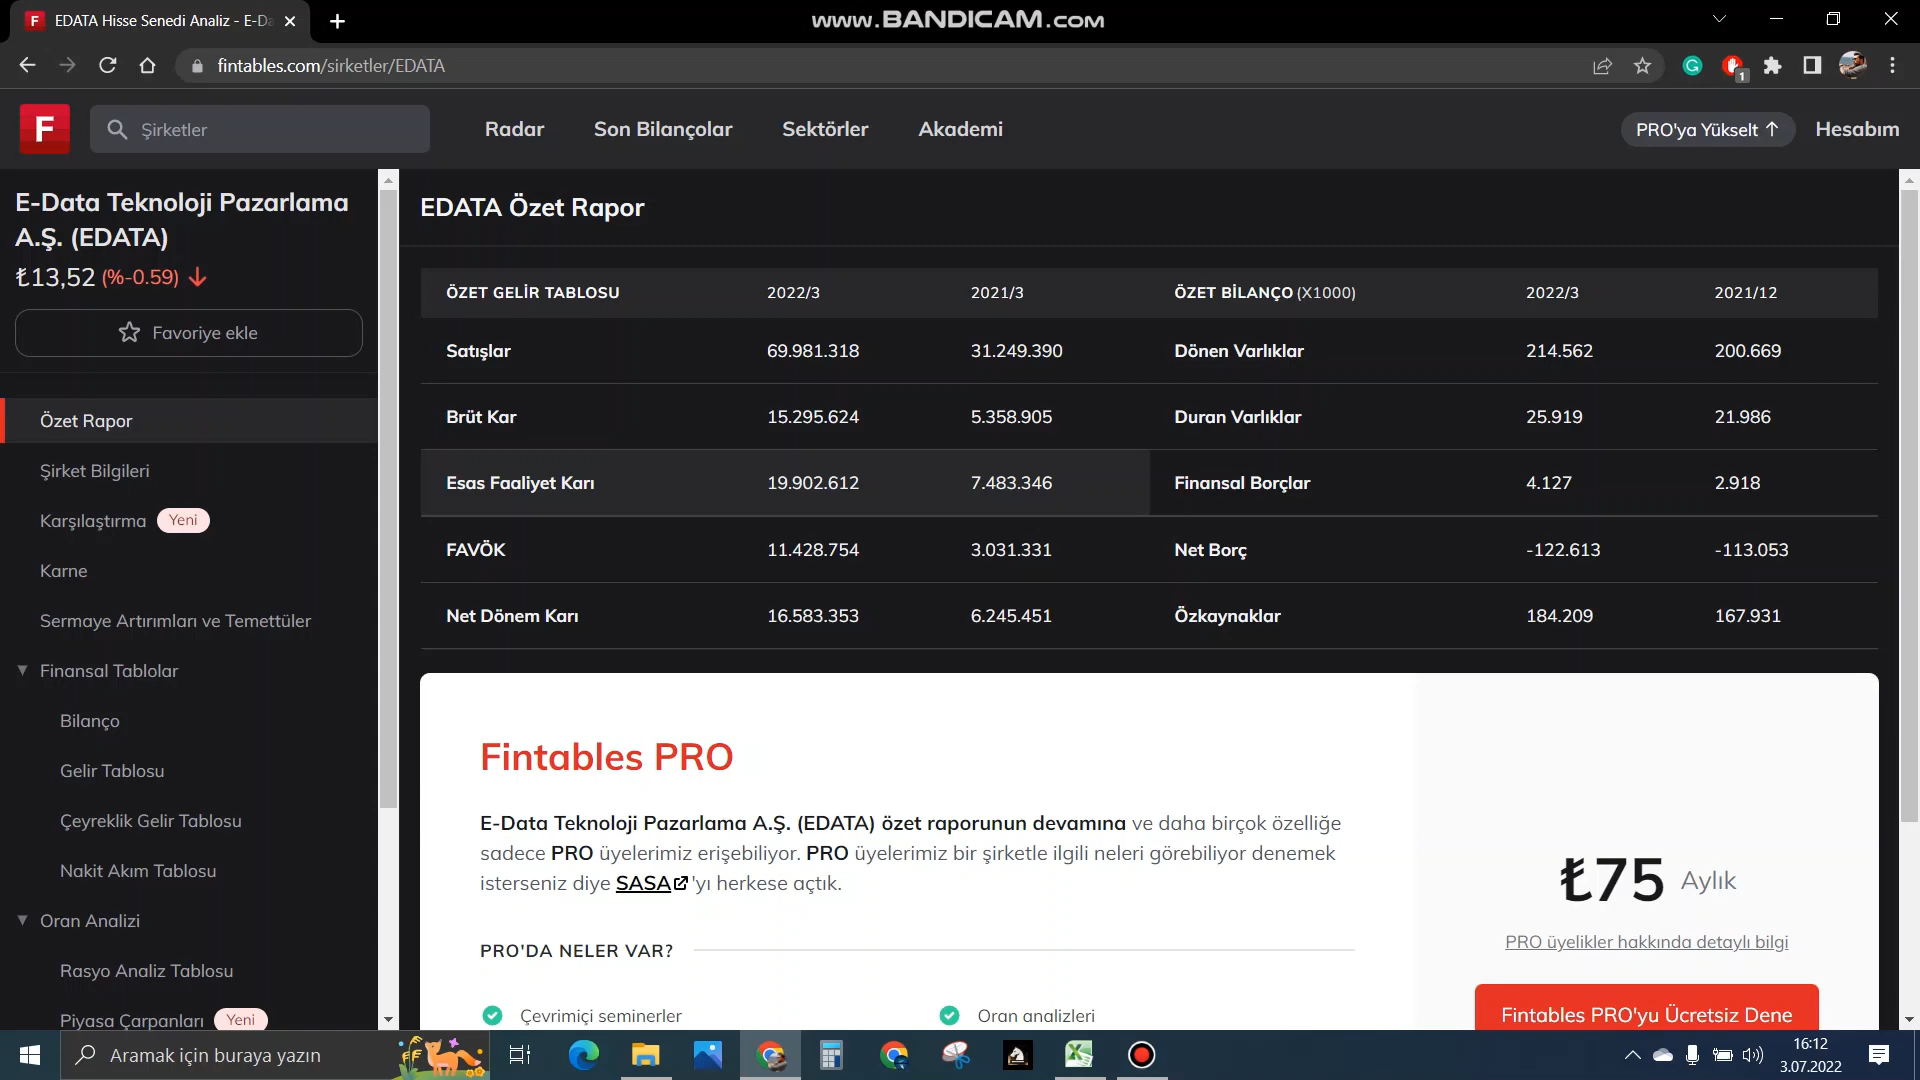 EDATA Hisse Senedi Analiz - E-Da
www.BANDICAM.com
fintables.com/sirketler/EDATA
1
F
Şirketler
Radar
Son Bilançolar
Sektörler
Akademi
PRO'ya Yükselt ↑
Hesabım
E-Data Teknoloji Pazarlama
A.Ş. (EDATA)
₺13,52 (%-0.59) ↓
Favoriye ekle
Özet Rapor
Şirket Bilgileri
Karşılaştırma Yeni
Karne
Sermaye Artırımları ve Temettüler
Finansal Tablolar
Bilanço
Gelir Tablosu
Çeyreklik Gelir Tablosu
Nakit Akım Tablosu
Oran Analizi
Rasyo Analiz Tablosu
Piyasa Çarpanları Yeni
EDATA Özet Rapor
ÖZET GELİR TABLOSU 2022/3 2021/3 ÖZET BİLANÇO (X1000) 2022/3 2021/12
Satışlar 69.981.318 31.249.390 Dönen Varlıklar 214.562 200.669
Brüt Kar 15.295.624 5.358.905 Duran Varlıklar 25.919 21.986
Esas Faaliyet Karı 19.902.612 7.483.346 Finansal Borçlar 4.127 2.918
FAVÖK 11.428.754 3.031.331 Net Borç -122.613 -113.053
Net Dönem Karı 16.583.353 6.245.451 Özkaynaklar 184.209 167.931
Fintables PRO
E-Data Teknoloji Pazarlama A.Ş. (EDATA) özet raporunun devamına ve daha birçok özelliğe
sadece PRO üyelerimiz erişebiliyor. PRO üyelerimiz bir şirketle ilgili neleri görebiliyor denemek
isterseniz diye SASA 'yı herkese açtık.
PRO'DA NELER VAR?
Çevrimiçi seminerler
Oran analizleri
₺75 Aylık
PRO üyelikler hakkında detaylı bilgi
Fintables PRO'yu Ücretsiz Dene
Aramak için buraya yazın
16:12
3.07.2022